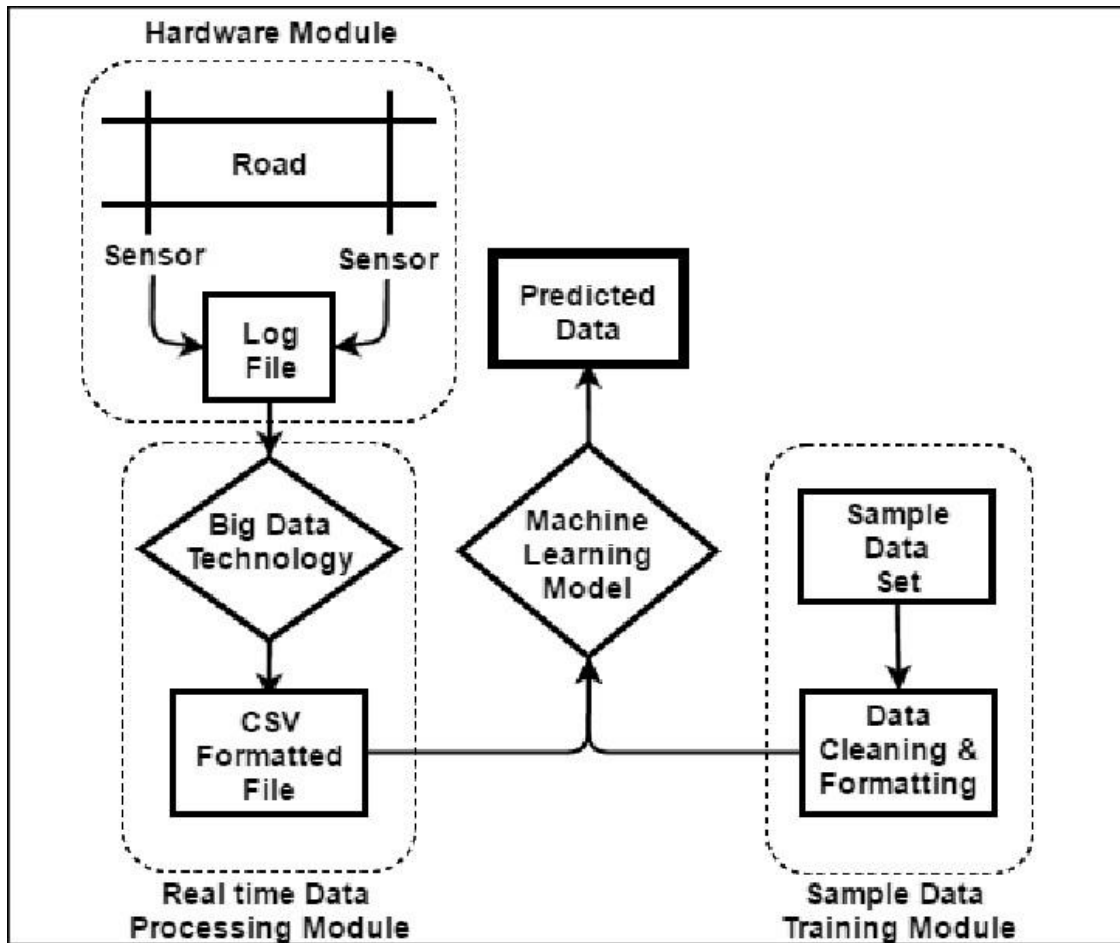 Hardware Module
Road
Sensor
Sensor
Log
File
Predicted
Data
Big Data
Technology
Machine
Learning
Model
Sample
Data
Set
CSV
Formatted
File
Data
Cleaning &
Formatting
Real time Data
Processing Module
Sample Data
Training Module